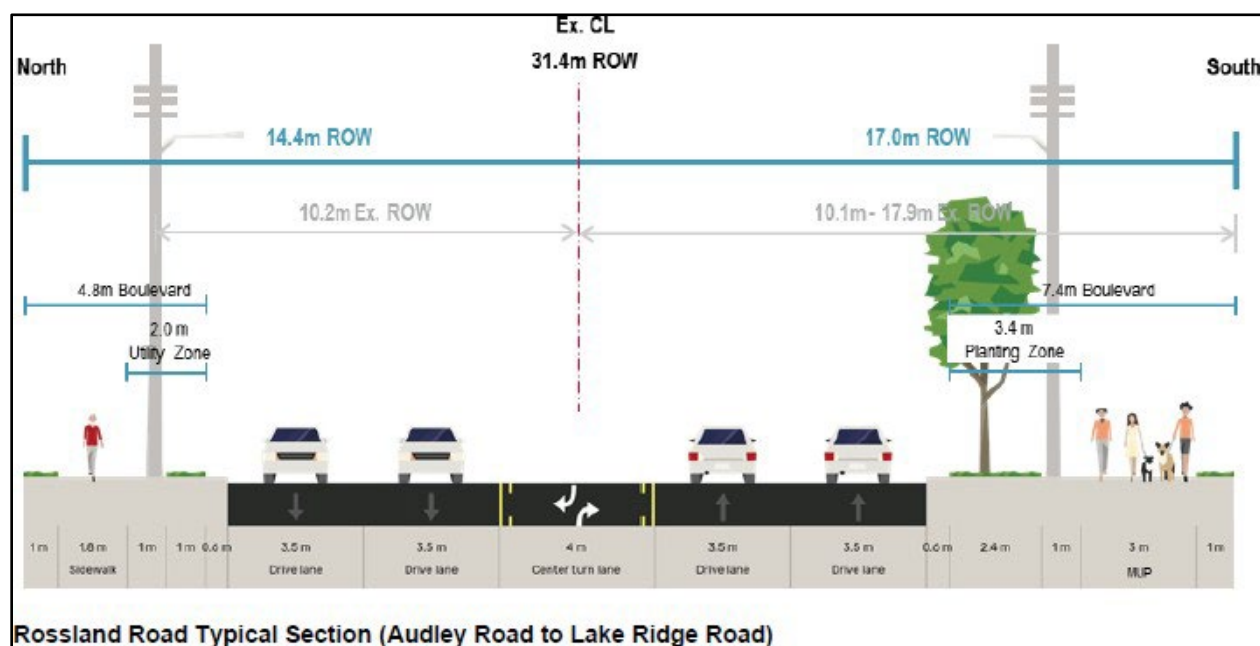 Ex. CL
31.4m ROW
North
South
14.4m ROW
17.0m ROW
10.2m Ex. ROW
10.1m - 17.9m Ex. ROW
4.8m Boulevard
7.4m Boulevard
2.0 m
Utility Zone
3.4 m
Planting Zone
1 m 1.8 m 1 m 1 m 0.6 m 3.5 m 3.5 m 4 m 3.5 m 3.5 m 0.6 m 2.4 m 1 m 3 m 1 m
Sidewalk Drive lane Drive lane Center turn lane Drive lane Drive lane MUP
Rossland Road Typical Section (Audley Road to Lake Ridge Road)